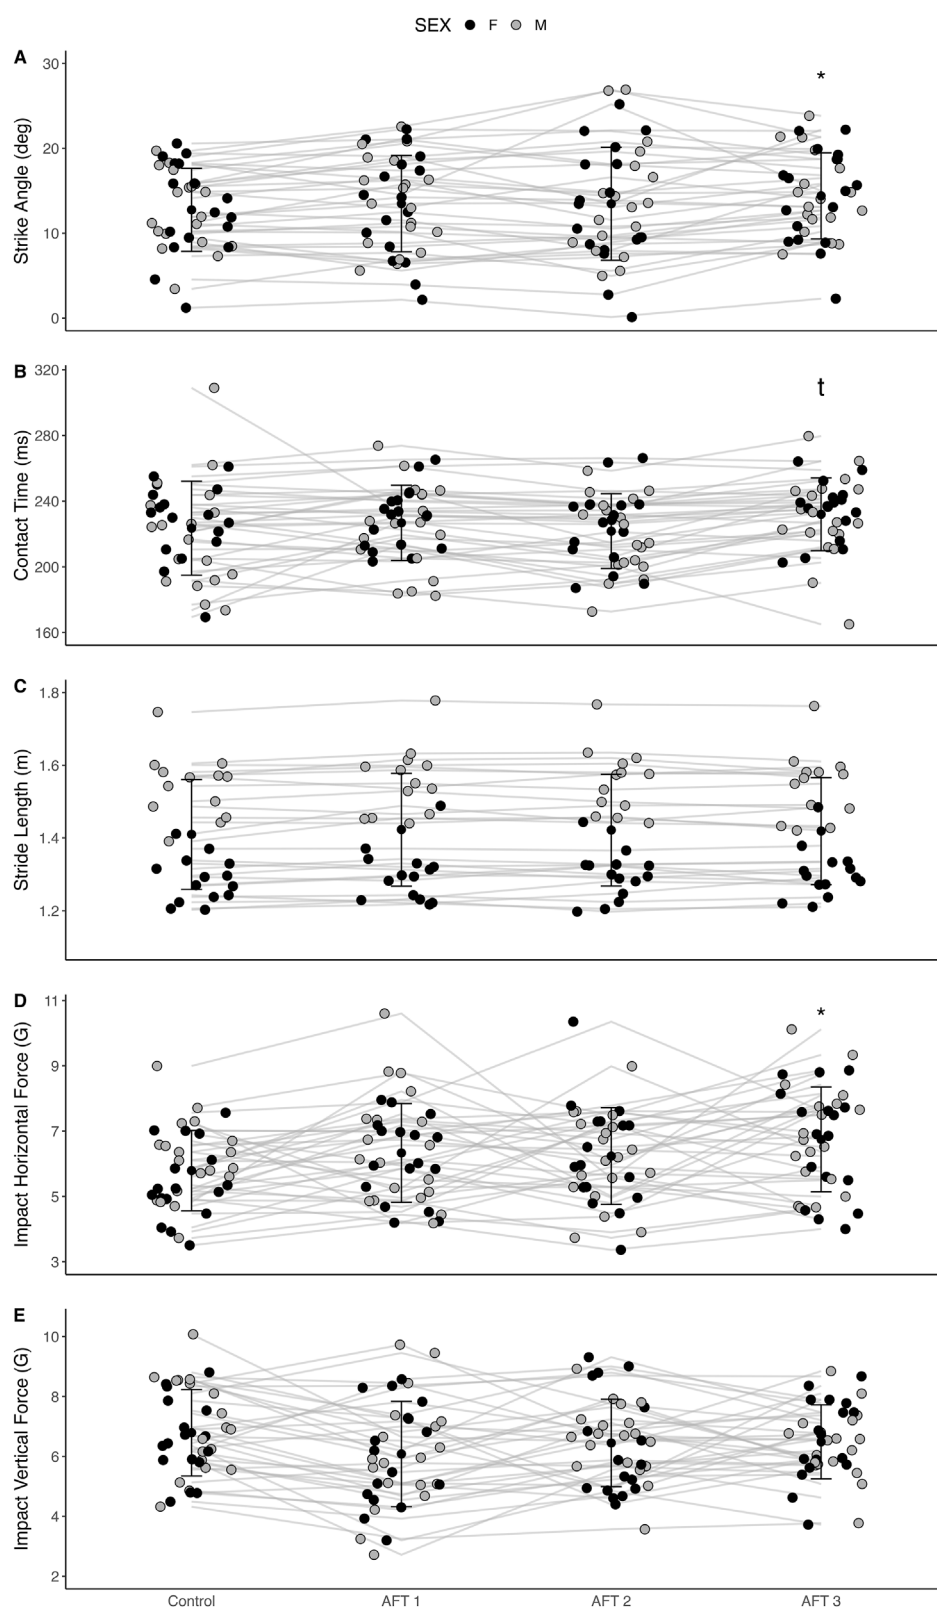 SEX F M
A
Strike Angle (deg)
30
20
10
0
*
B
Contact Time (ms)
320
280
240
200
160
t
C
Stride Length (m)
1.8
1.6
1.4
1.2
D
Impact Horizontal Force (G)
11
9
7
5
3
*
E
Impact Vertical Force (G)
10
8
6
4
2
Control AFT 1 AFT 2 AFT 3